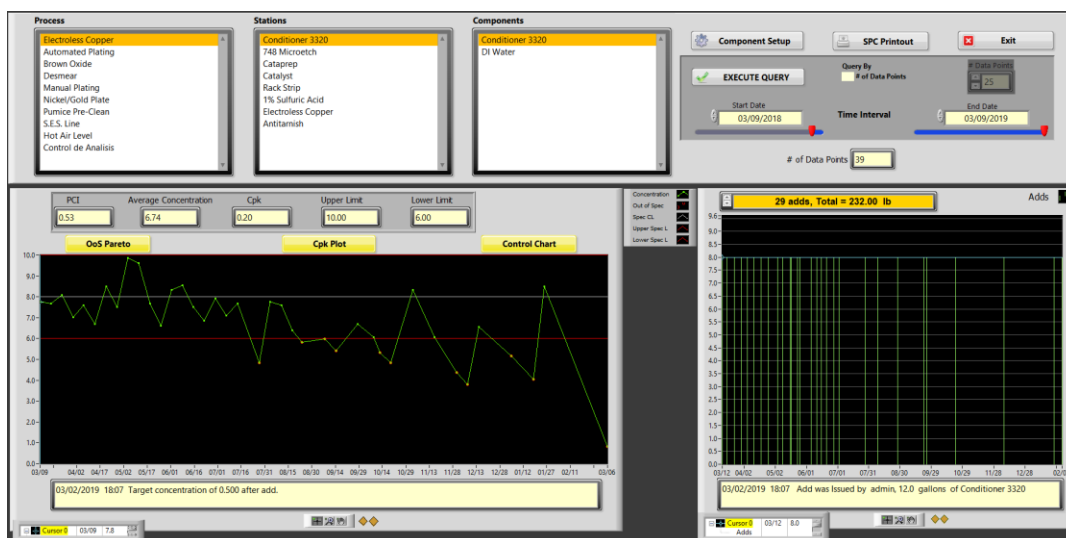 Process
Stations
Components
Electroless Copper
Automated Plating
Brown Oxide
Desmear
Manual Plating
Nickel/Gold Plate
Pumice Pre-Clean
S.E.S. Line
Hot Air Level
Control de Analisis
Conditioner 3320
748 Microetch
Cataprep
Catalyst
Rack Strip
1% Sulfuric Acid
Electroless Copper
Antitarnish
Conditioner 3320
DI Water
Component Setup
SPC Printout
Exit
EXECUTE QUERY
Query By
# of Data Points
# Data Points
25
Start Date
03/09/2018
Time Interval
End Date
03/09/2019
# of Data Points 39
PCI
Average Concentration
Cpk
Upper Limit
Lower Limit
0.53
6.74
0.20
10.00
6.00
OoS Pareto
Cpk Plot
Control Chart
Concentration
Out of Spec
Spec CL
Upper Spec L
Lower Spec L
10.0
9.0
8.0
7.0
6.0
5.0
4.0
3.0
2.0
1.0
0.0
03/09 04/02 04/17 05/02 05/17 06/01 06/16 07/01 07/16 07/31 08/15 08/30 09/14 09/29 10/14 10/29 11/13 11/28 12/13 12/28 01/12 01/27 02/11 03/06
03/02/2019 18:07 Target concentration of 0.500 after add.
Cursor 0 03/09 7.8
29 adds, Total = 232.00 lb
Adds
9.6
9.0
8.5
8.0
7.5
7.0
6.5
6.0
5.5
5.0
4.5
4.0
3.5
3.0
2.5
2.0
1.5
1.0
0.5
0.0
03/12 04/02 05/02 06/01 07/01 07/31 08/30 09/29 10/29 11/28 12/28 02/0
03/02/2019 18:07 Add was Issued by admin, 12.0 gallons of Conditioner 3320
Cursor 0 03/12 8.0
Adds